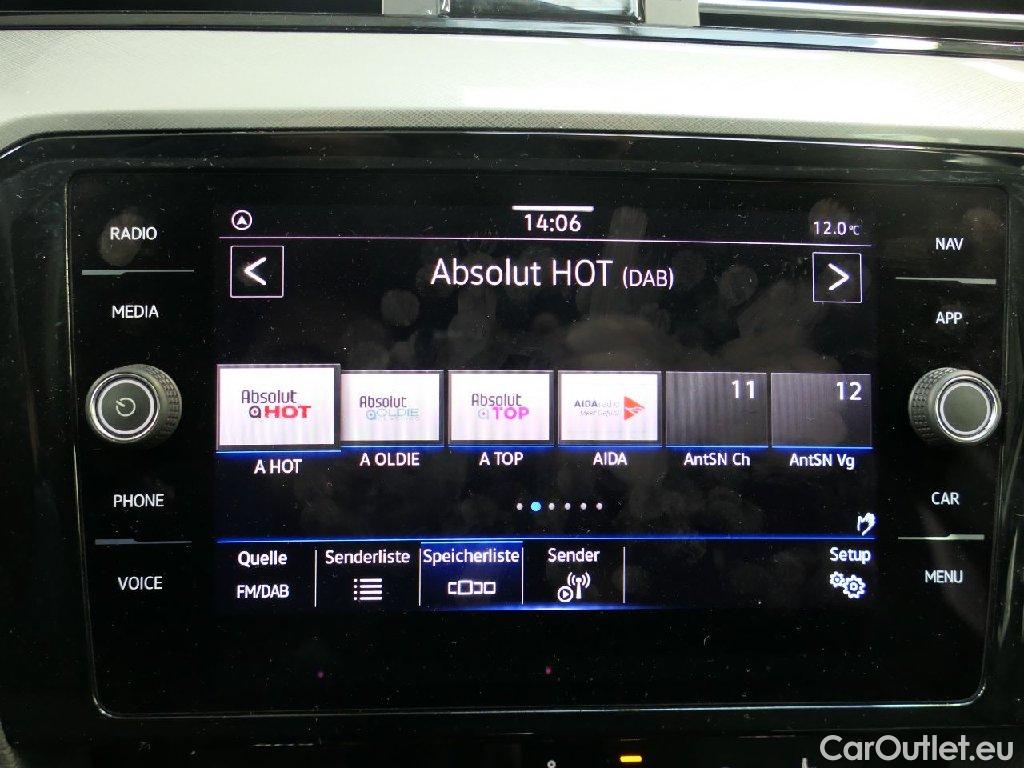 14:06
12.0°C
RADIO
MEDIA
PHONE
VOICE
NAV
APP
CAR
MENU
<
Absolut HOT (DAB)
>
Absolut HOT
Absolut OLDIE
Absolut TOP
AIDAradio
11
12
A HOT
A OLDIE
A TOP
AIDA
AntSN Ch
AntSN Vg
Quelle
FM/DAB
Senderliste
Speicherliste
Sender
Setup
CarOutlet.eu